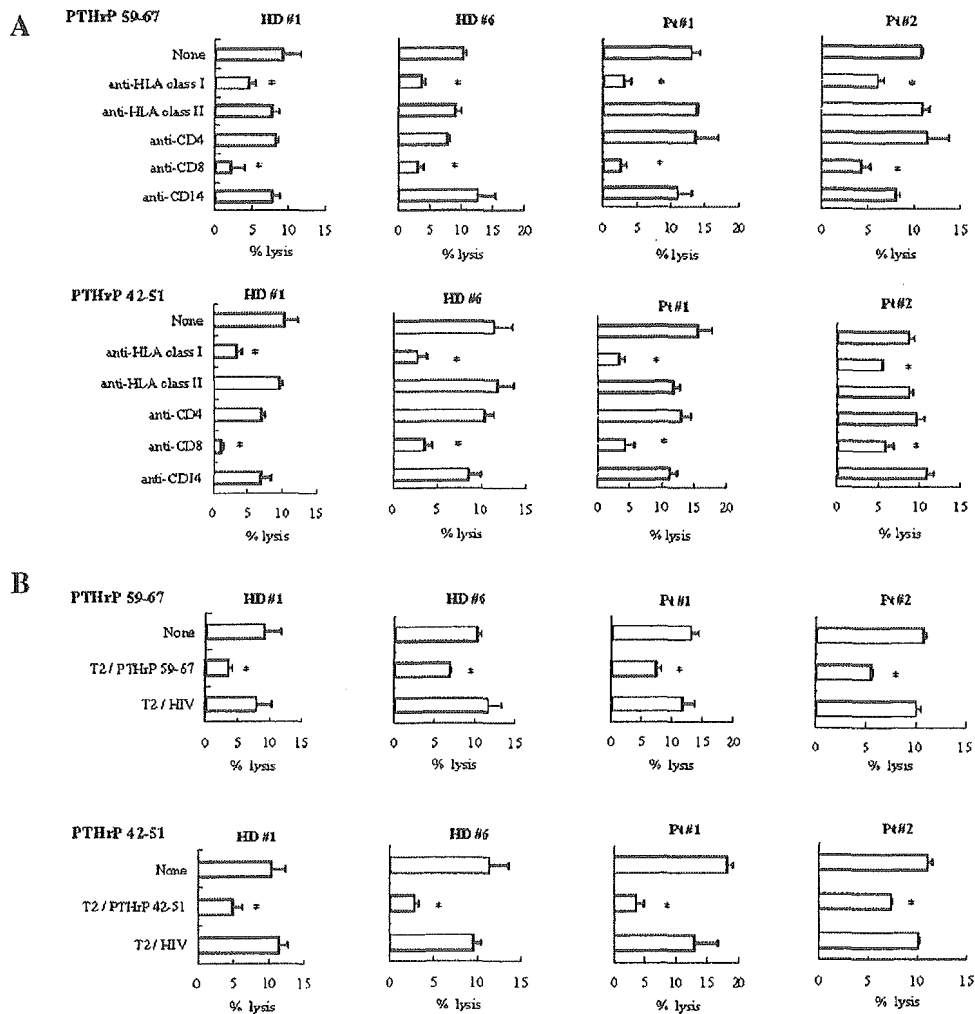 A
PTHrP 59-67
HD #1
HD #6
Pt#1
Pt#2
None
anti-HLA class I
anti-HLA class II
anti-CD4
anti-CD8
anti-CD14
* * * *
* * * *
0 5 10 15
0 5 10 15 20
0 5 10 15 20
0 5 10 15
% lysis
% lysis
% lysis
% lysis
PTHrP 42-51
HD #1
HD #6
Pt#1
Pt#2
None
anti-HLA class I
anti-HLA class II
anti-CD4
anti-CD8
anti-CD14
* * * *
* * * *
0 5 10 15
0 5 10 15
0 5 10 15 20
0 5 10 15
% lysis
% lysis
% lysis
% lysis
B
PTHrP 59-67
HD #1
HD #6
Pt#1
Pt#2
None
T2 / PTHrP 59-67
T2 / HIV
* * * *
0 5 10 15
0 5 10 15
0 5 10 15 20
0 5 10 15
% lysis
% lysis
% lysis
% lysis
PTHrP 42-51
HD #1
HD #6
Pt#1
Pt#2
None
T2 / PTHrP 42-51
T2 / HIV
* * * *
0 5 10 15
0 5 10 15
0 5 10 15 20
0 5 10 15
% lysis
% lysis
% lysis
% lysis